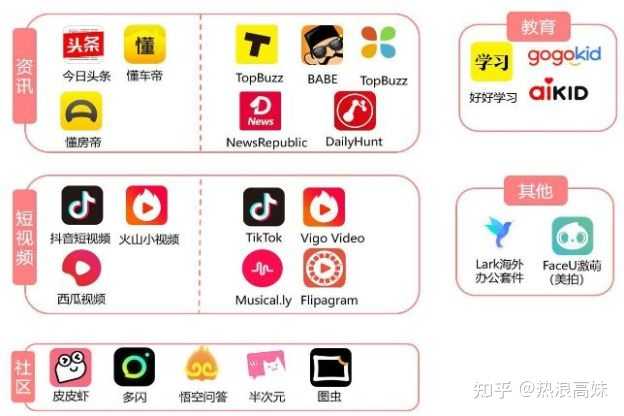 资讯
头条
今日头条
懂
懂车帝
懂房帝
TopBuzz
BABE
TopBuzz
News
NewsRepublic
DailyHunt
教育
学习
好好学习
gogokid
aiKID
短视频
抖音短视频
火山小视频
西瓜视频
TikTok
Vigo Video
Musical.ly
Flipagram
其他
Lark海外
办公套件
FaceU激萌
(美拍)
社区
皮皮虾
多闪
悟空问答
半次元
图虫
知乎 @热浪高妹